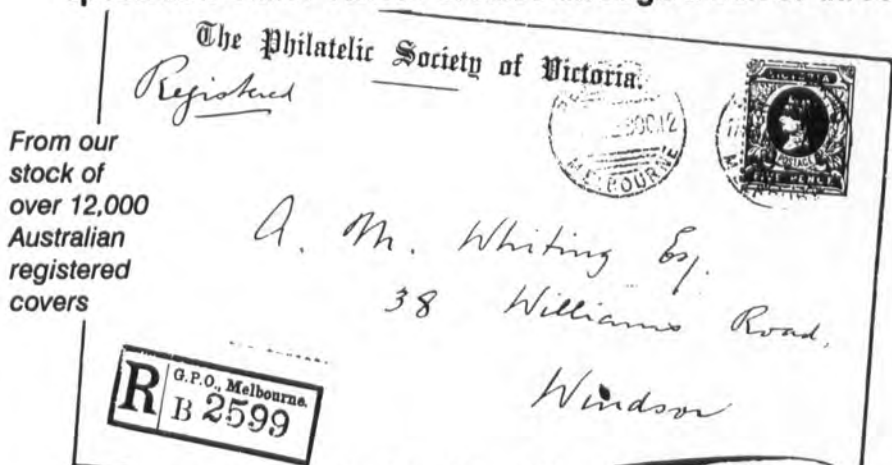 The Philatelic Society of Victoria.
Registered
From our
stock of
over 12,000
Australian
registered
covers
MELBOURNE
VICTORIA
POSTAGE
FIVE PENCE
A. M. Whiting Esq.
38 Williams Road,
Windsor
R
G.P.O., Melbourne.
B 2599